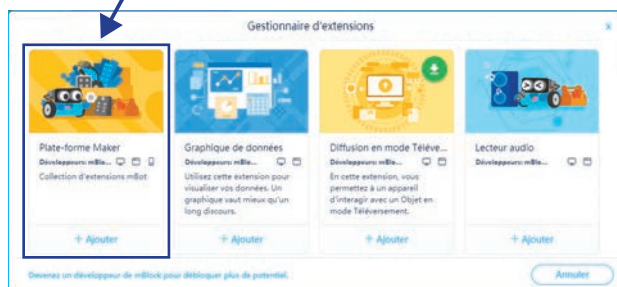 Gestionnaire d'extensions
x
Plate-forme Maker
Développeurs: mBlo...
Collection d'extensions mBot
+ Ajouter
Graphique de données
Développeurs: mBlo...
Utilisez cette extension pour
visualiser vos données. Un
graphique vaut mieux qu'un
long discours.
+ Ajouter
Diffusion en mode Téléve...
Développeurs: mBlo...
En cette extension, vous
permettez à un appareil
d'interagir avec un Objet en
mode Téléversement.
+ Ajouter
Lecteur audio
Développeurs: mBlo...
+ Ajouter
Devenez un développeur de mBlock pour débloquer plus de potentiel.
Annuler